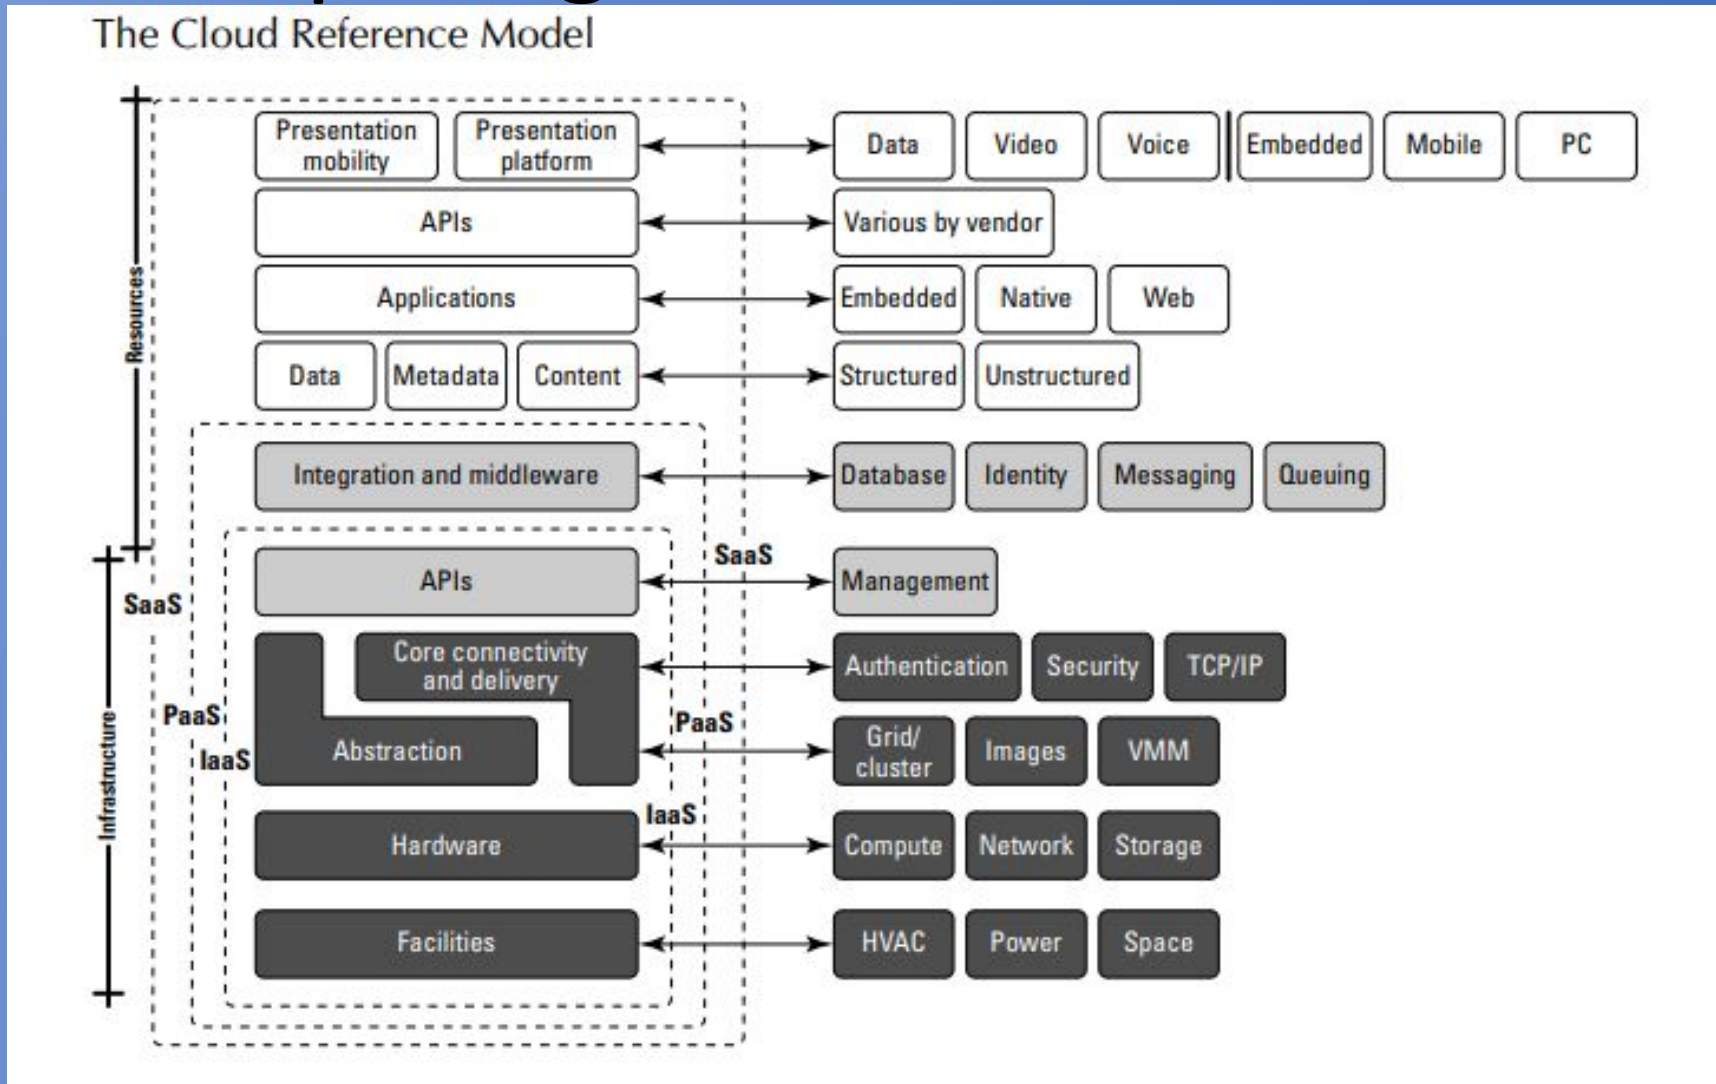 The Cloud Reference Model
Presentation mobility
Presentation platform
Data
Video
Voice
Embedded
Mobile
PC
APIs
Various by vendor
Applications
Embedded
Native
Web
Resources
Data
Metadata
Content
Structured
Unstructured
Integration and middleware
Database
Identity
Messaging
Queuing
APIs
SaaS
Management
SaaS
Core connectivity
and delivery
Authentication
Security
TCP/IP
PaaS
PaaS
Abstraction
IaaS
Grid/
cluster
Images
VMM
Infrastructure
IaaS
Hardware
Compute
Network
Storage
Facilities
HVAC
Power
Space